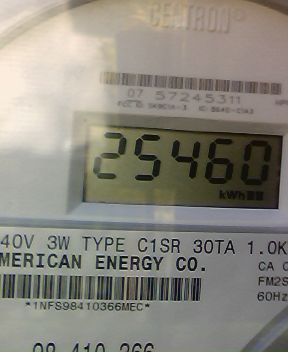 CENTRON®
07 57245311
25460
kWh
40V 3W TYPE C1SR 30TA 1.0K
MERICAN ENERGY CO.
CA 0
FM2S
60Hz
*1NFS98410366MEC*
98 410 366